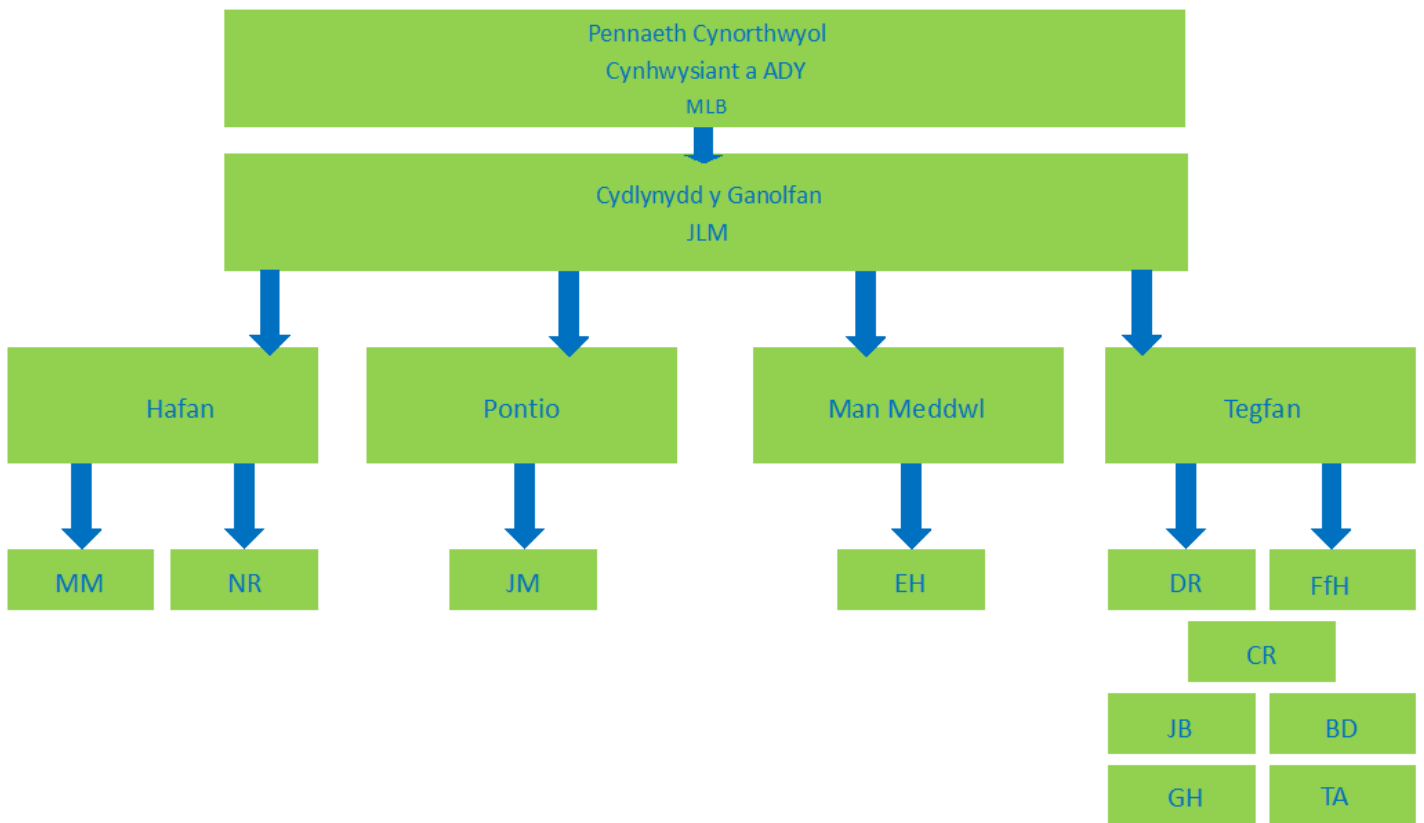 Pennaeth Cynorthwyol
Cynhwysiant a ADY
MLB
Cydlynydd y Ganolfan
JLM
Hafan
Pontio
Man Meddwl
Tegfan
MM
NR
JM
EH
DR
FfH
CR
JB
BD
GH
TA